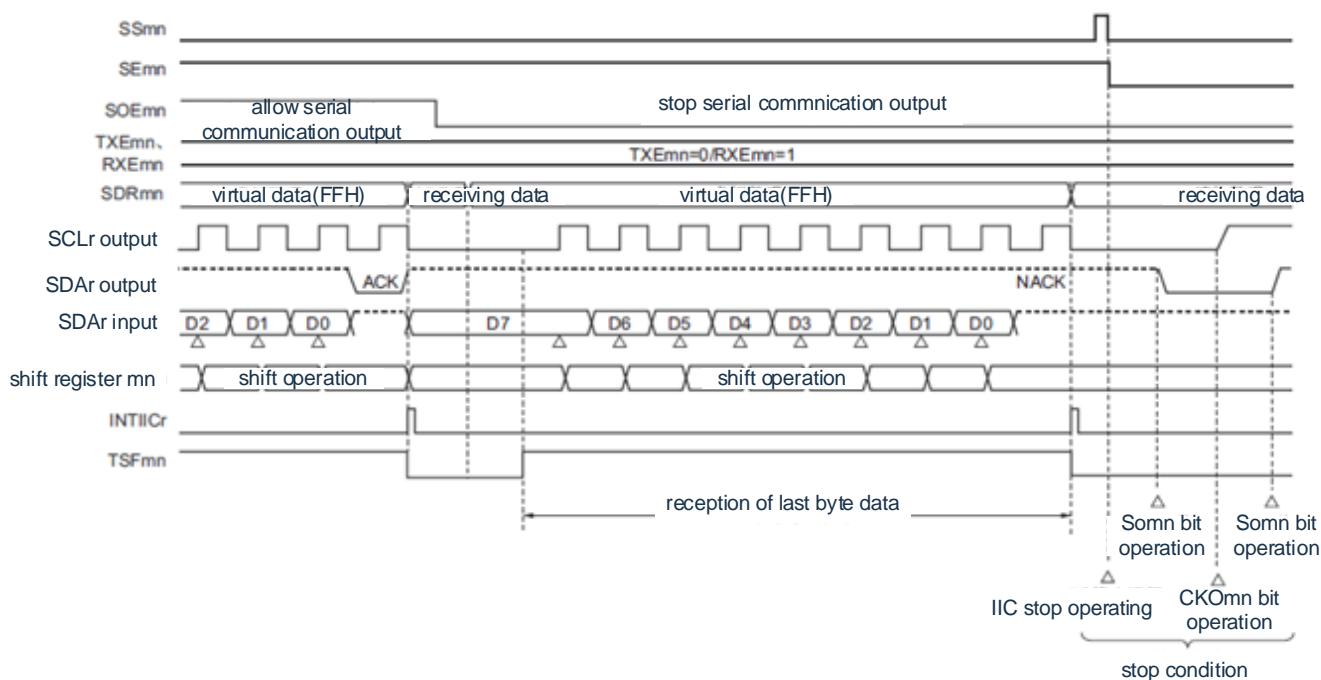 SSmn
SEmn
SOEmn
allow serial
communication output
stop serial commnication output
TXEmn、
RXEmn
TXEmn=0/RXEmn=1
SDRmn
virtual data(FFH)
receiving data
virtual data(FFH)
receiving data
SCLr output
SDAr output
ACK
NACK
SDAr input
D2
D1
D0
D7
D6
D5
D4
D3
D2
D1
D0
shift register mn
shift operation
shift operation
INTIICr
TSFmn
reception of last byte data
Somn bit
operation
Somn bit
operation
IIC stop operating
CKOmn bit
operation
stop condition